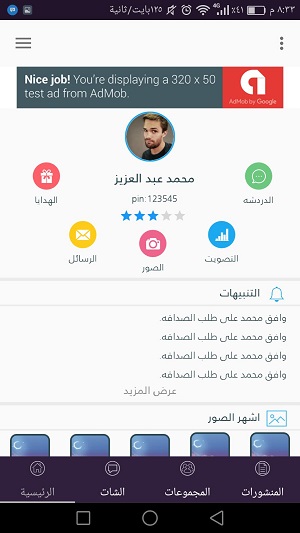 ٨:٣٣ م
٤١٪
4G
١٢٥بايت/ثانية
Nice job! You're displaying a 320 x 50
test ad from AdMob.
AdMob by Google
محمد عبد العزيز
pin:123545
الدردشه
الهدايا
التصويت
الصور
الرسائل
التنبيهات
وافق محمد على طلب الصداقه.
وافق محمد على طلب الصداقه.
وافق محمد على طلب الصداقه.
وافق محمد على طلب الصداقه.
عرض المزيد
اشهر الصور
المنشورات
المجموعات
الشات
الرئيسية